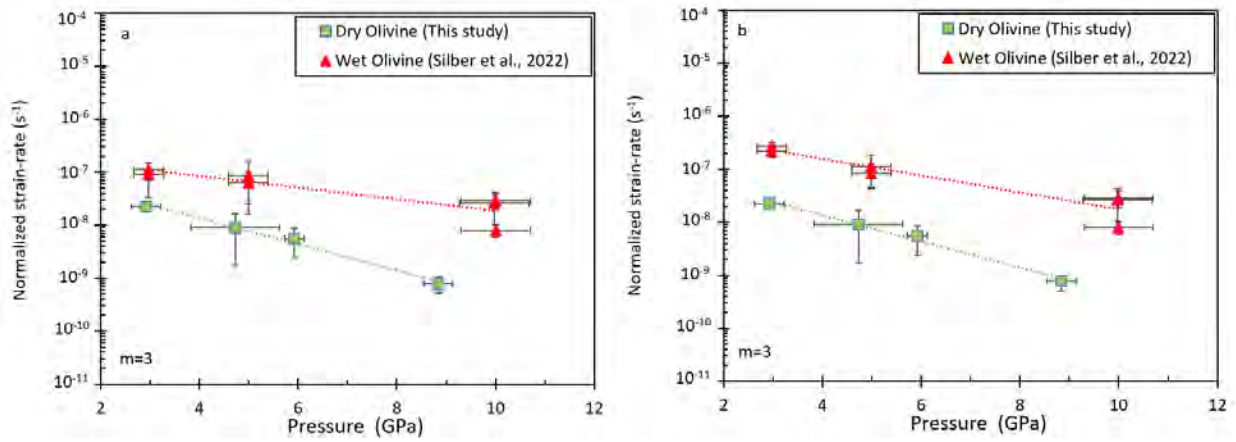 a
Dry Olivine (This study)
Wet Olivine (Silber et al., 2022)
10⁻⁴
10⁻⁵
10⁻⁶
10⁻⁷
10⁻⁸
10⁻⁹
10⁻¹⁰
10⁻¹¹
Normalized strain-rate (s⁻¹)
m=3
2 4 6 8 10 12
Pressure (GPa)
b
Dry Olivine (This study)
Wet Olivine (Silber et al., 2022)
10⁻⁴
10⁻⁵
10⁻⁶
10⁻⁷
10⁻⁸
10⁻⁹
10⁻¹⁰
10⁻¹¹
Normalized strain-rate (s⁻¹)
m=3
2 4 6 8 10 12
Pressure (GPa)